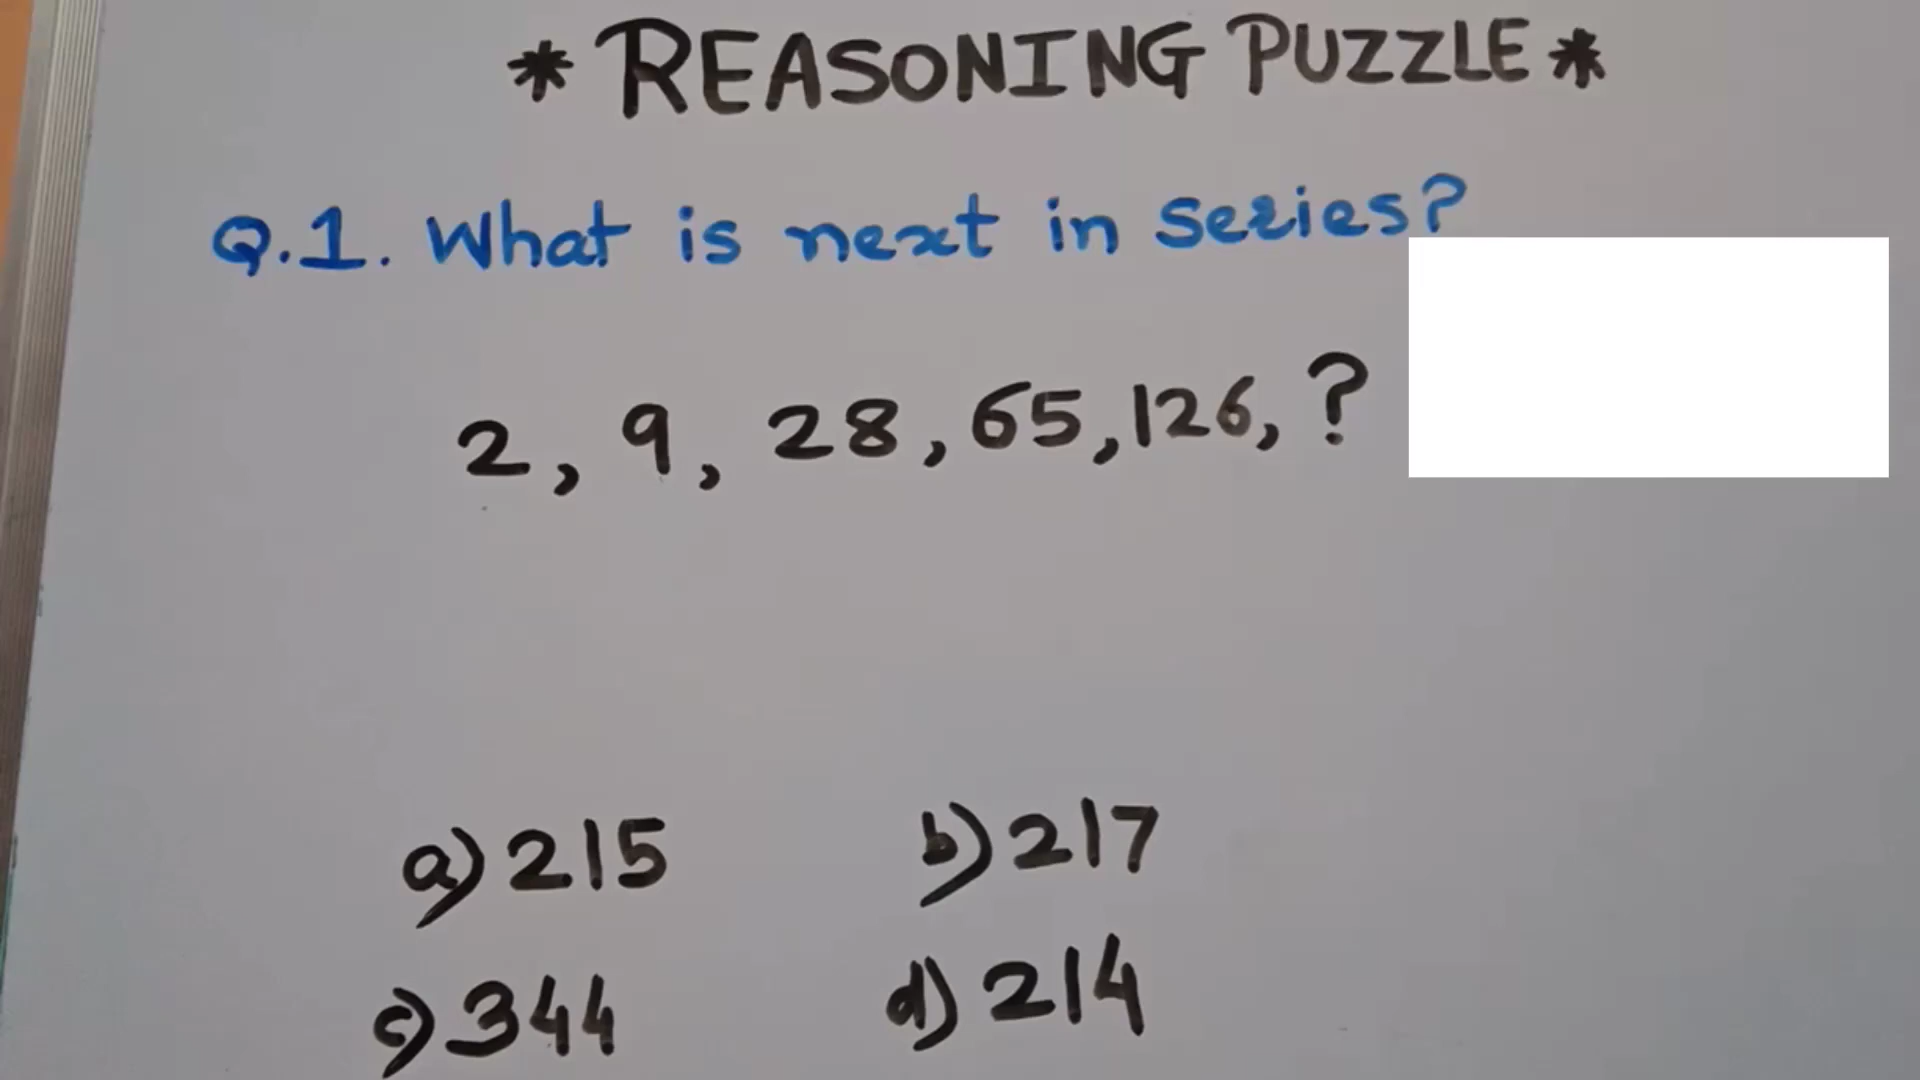 * REASONING PUZZLE *
Q.1. What is next in series?
2, 9, 28, 65, 126, ?
a) 215 b) 217
c) 344 d) 214